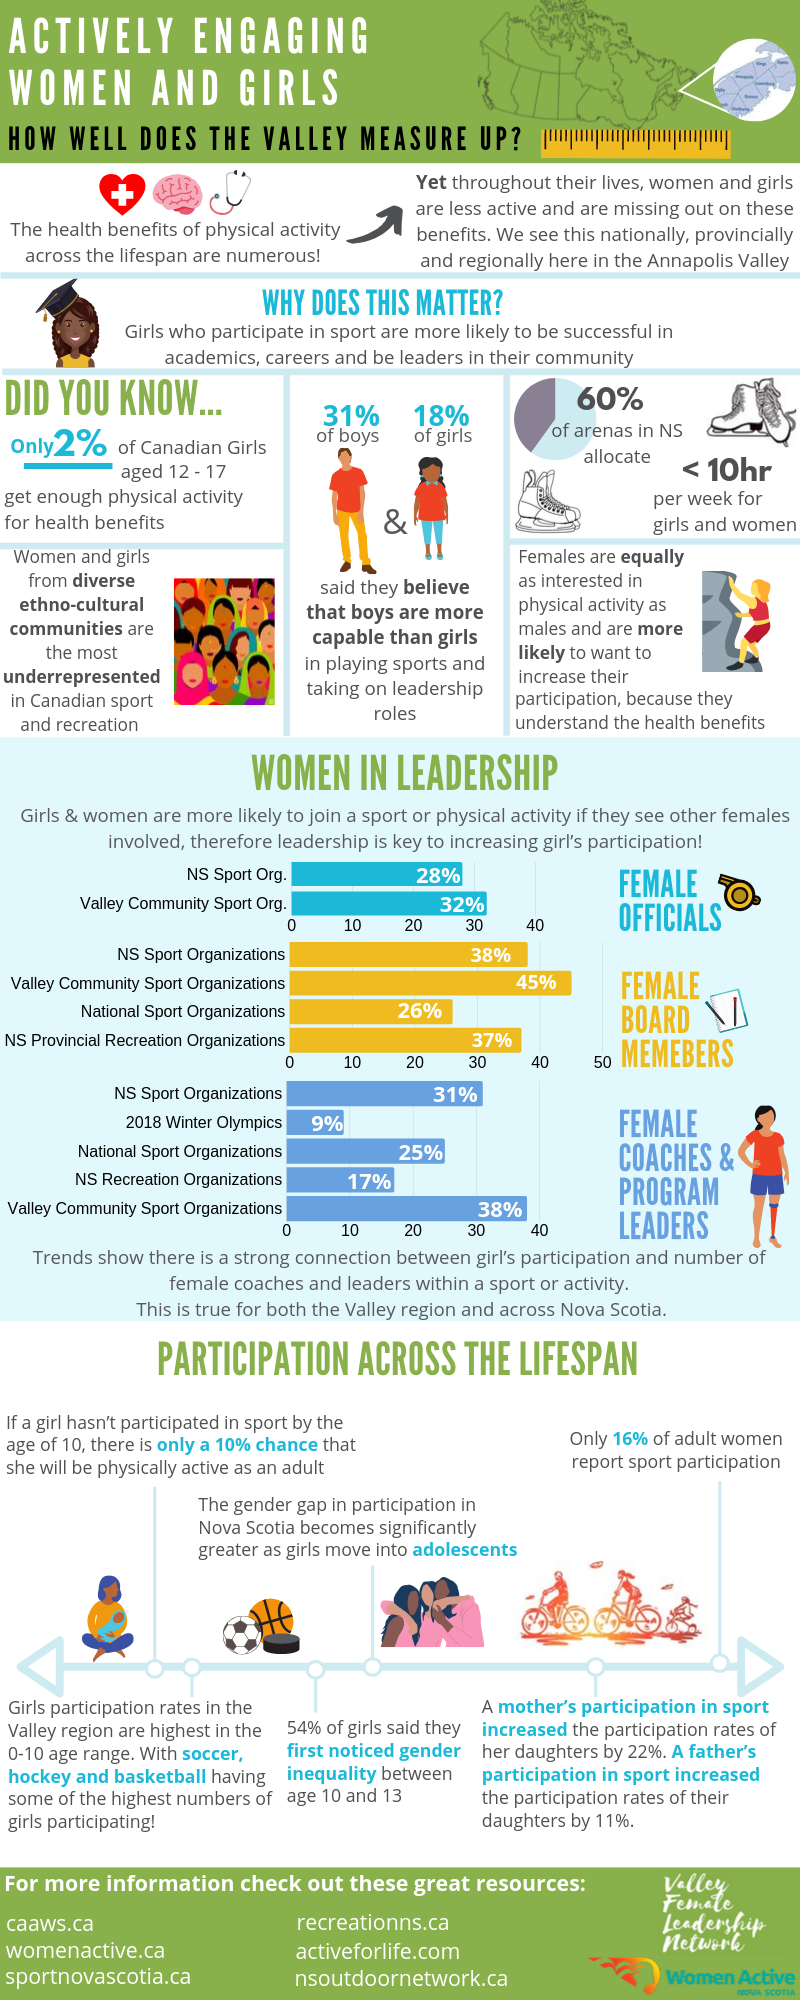 ACTIVELY ENGAGING
WOMEN AND GIRLS
HOW WELL DOES THE VALLEY MEASURE UP?
The health benefits of physical activity
across the lifespan are numerous!
Yet throughout their lives, women and girls
are less active and are missing out on these
benefits. We see this nationally, provincially
and regionally here in the Annapolis Valley
WHY DOES THIS MATTER?
Girls who participate in sport are more likely to be successful in
academics, careers and be leaders in their community
DID YOU KNOW...
Only 2% of Canadian Girls
aged 12 - 17
get enough physical activity
for health benefits
Women and girls
from diverse
ethno-cultural
communities are
the most
underrepresented
in Canadian sport
and recreation
31% 18%
of boys of girls
&
said they believe
that boys are more
capable than girls
in playing sports and
taking on leadership
roles
60%
of arenas in NS
allocate
< 10hr
per week for
girls and women
Females are equally
as interested in
physical activity as
males and are more
likely to want to
increase their
participation, because they
understand the health benefits
WOMEN IN LEADERSHIP
Girls & women are more likely to join a sport or physical activity if they see other females
involved, therefore leadership is key to increasing girl's participation!
NS Sport Org. 28%
Valley Community Sport Org. 32%
0 10 20 30 40
FEMALE
OFFICIALS
NS Sport Organizations 38%
Valley Community Sport Organizations 45%
National Sport Organizations 26%
NS Provincial Recreation Organizations 37%
0 10 20 30 40 50
FEMALE
BOARD
MEMEBERS
NS Sport Organizations 31%
2018 Winter Olympics 9%
National Sport Organizations 25%
NS Recreation Organizations 17%
Valley Community Sport Organizations 38%
0 10 20 30 40
FEMALE
COACHES &
PROGRAM
LEADERS
Trends show there is a strong connection between girl's participation and number of
female coaches and leaders within a sport or activity.
This is true for both the Valley region and across Nova Scotia.
PARTICIPATION ACROSS THE LIFESPAN
If a girl hasn't participated in sport by the
age of 10, there is only a 10% chance that
she will be physically active as an adult
Only 16% of adult women
report sport participation
The gender gap in participation in
Nova Scotia becomes significantly
greater as girls move into adolescents
Girls participation rates in the
Valley region are highest in the
0-10 age range. With soccer,
hockey and basketball having
some of the highest numbers of
girls participating!
54% of girls said they
first noticed gender
inequality between
age 10 and 13
A mother's participation in sport
increased the participation rates of
her daughters by 22%. A father's
participation in sport increased
the participation rates of their
daughters by 11%.
For more information check out these great resources:
caaws.ca
womenactive.ca
sportnovascotia.ca
recreationns.ca
activeforlife.com
nsoutdoornetwork.ca
Valley
Female
Leadership
Network
Women Active
NOVA SCOTIA